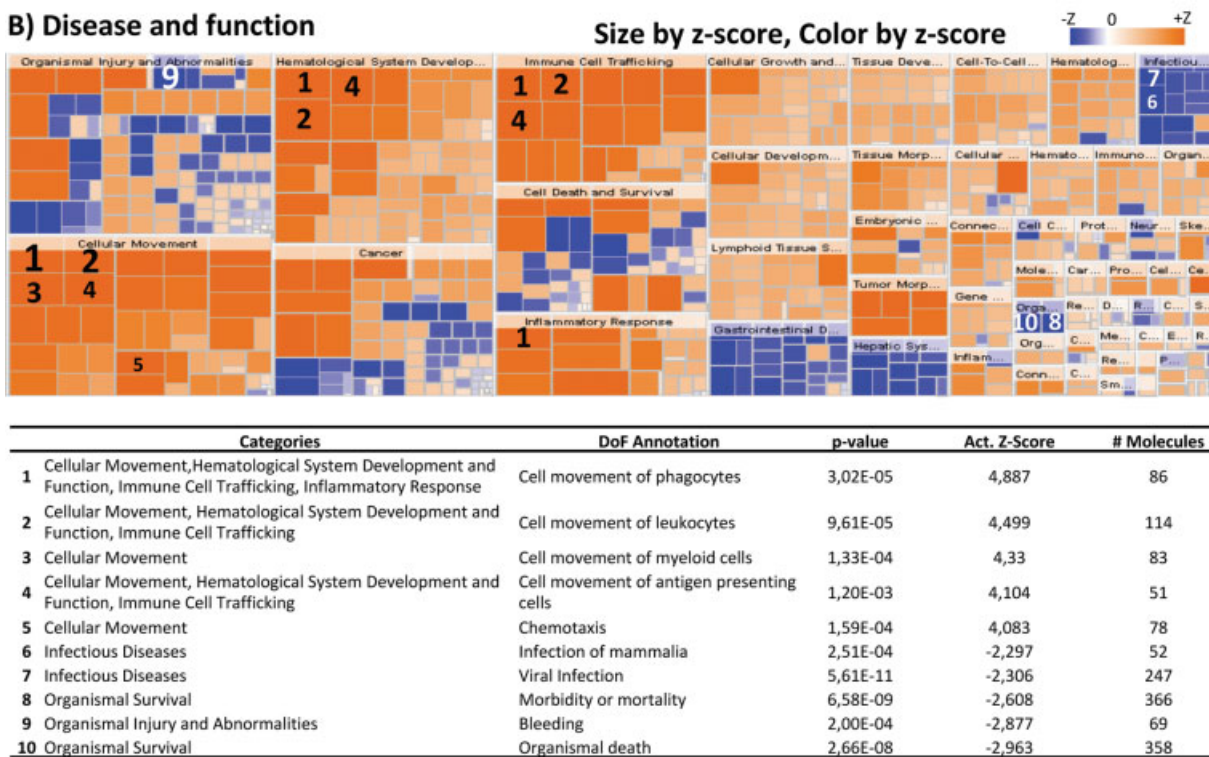 B) Disease and function
Size by z-score, Color by z-score
-Z 0 +Z
Organismal Injury and Abnormalities
Hematological System Develop...
Immune Cell Trafficking
Cellular Growth and...
Tissue Deve...
Cell-To-Cell...
Hematolog...
Infectiou...
9
1 4
2
1 2
4
7
6
Cellular Developm...
Tissue Morp...
Cellular ...
Hemato...
Immuno...
Organ...
Cell Death and Survival
Embryonic ...
Connec...
Cell C...
Prot...
Neur...
Ske...
Cellular Movement
1 2
3 4
5
Cancer
Lymphoid Tissue S...
Tumor Morp...
Gene ...
Mole...
Car...
Pro...
Cel...
Ce...
Orga...
10 8
Re...
D...
R...
C...
S...
Inflammatory Response
1
Gastrointestinal D...
Hepatic Sys...
Inflam...
Org...
C...
Me...
C...
E...
R...
Conn...
C...
Re...
P...
Sm...
Categories DoF Annotation p-value Act. Z-Score # Molecules
1 Cellular Movement,Hematological System Development and
Function, Immune Cell Trafficking, Inflammatory Response Cell movement of phagocytes 3,02E-05 4,887 86
2 Cellular Movement, Hematological System Development and
Function, Immune Cell Trafficking Cell movement of leukocytes 9,61E-05 4,499 114
3 Cellular Movement Cell movement of myeloid cells 1,33E-04 4,33 83
4 Cellular Movement, Hematological System Development and
Function, Immune Cell Trafficking Cell movement of antigen presenting
cells 1,20E-03 4,104 51
5 Cellular Movement Chemotaxis 1,59E-04 4,083 78
6 Infectious Diseases Infection of mammalia 2,51E-04 -2,297 52
7 Infectious Diseases Viral Infection 5,61E-11 -2,306 247
8 Organismal Survival Morbidity or mortality 6,58E-09 -2,608 366
9 Organismal Injury and Abnormalities Bleeding 2,00E-04 -2,877 69
10 Organismal Survival Organismal death 2,66E-08 -2,963 358